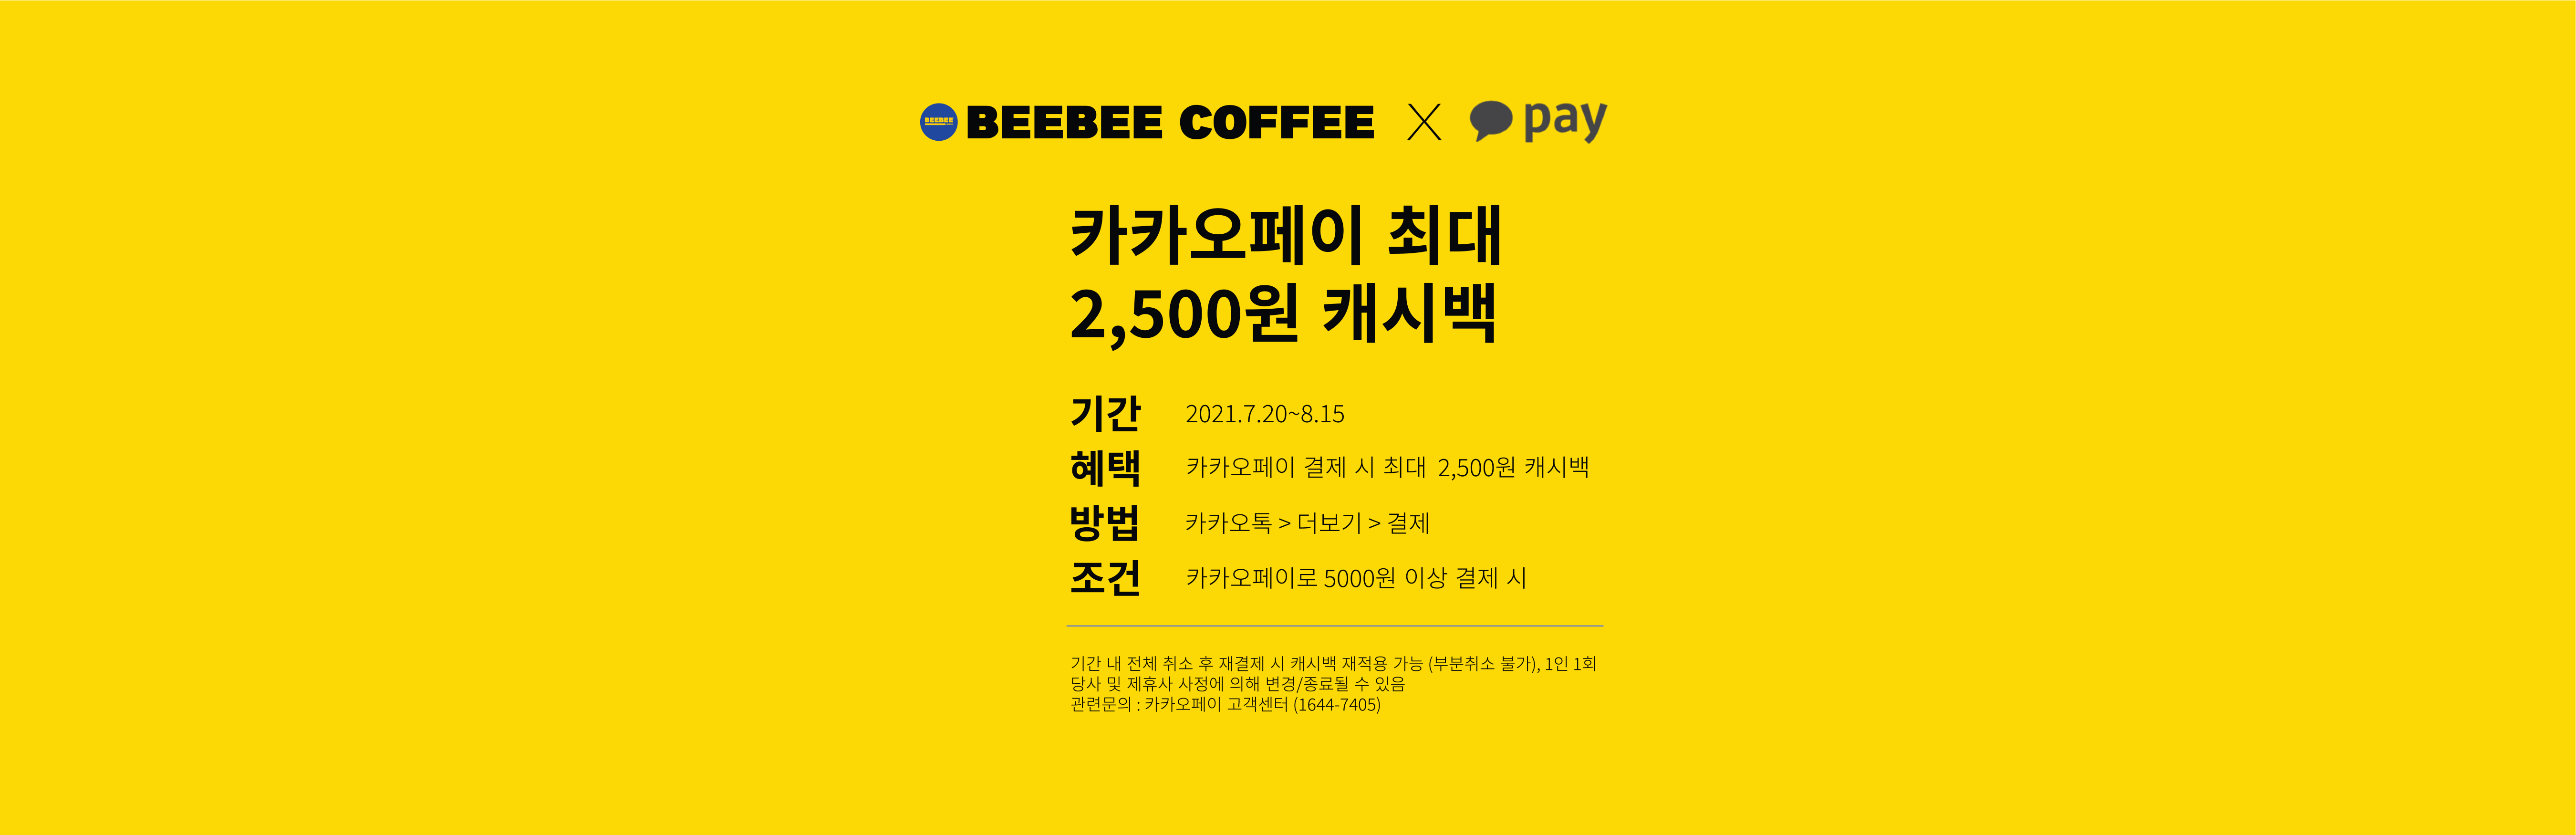 BEEBEE
BEEBEE COFFEE X pay
카카오페이 최대
2,500원 캐시백
기간 2021.7.20~8.15
혜택 카카오페이 결제 시 최대 2,500원 캐시백
방법 카카오톡 > 더보기 > 결제
조건 카카오페이로 5000원 이상 결제 시
기간 내 전체 취소 후 재결제 시 캐시백 재적용 가능 (부분취소 불가), 1인 1회
당사 및 제휴사 사정에 의해 변경/종료될 수 있음
관련문의 : 카카오페이 고객센터 (1644-7405)